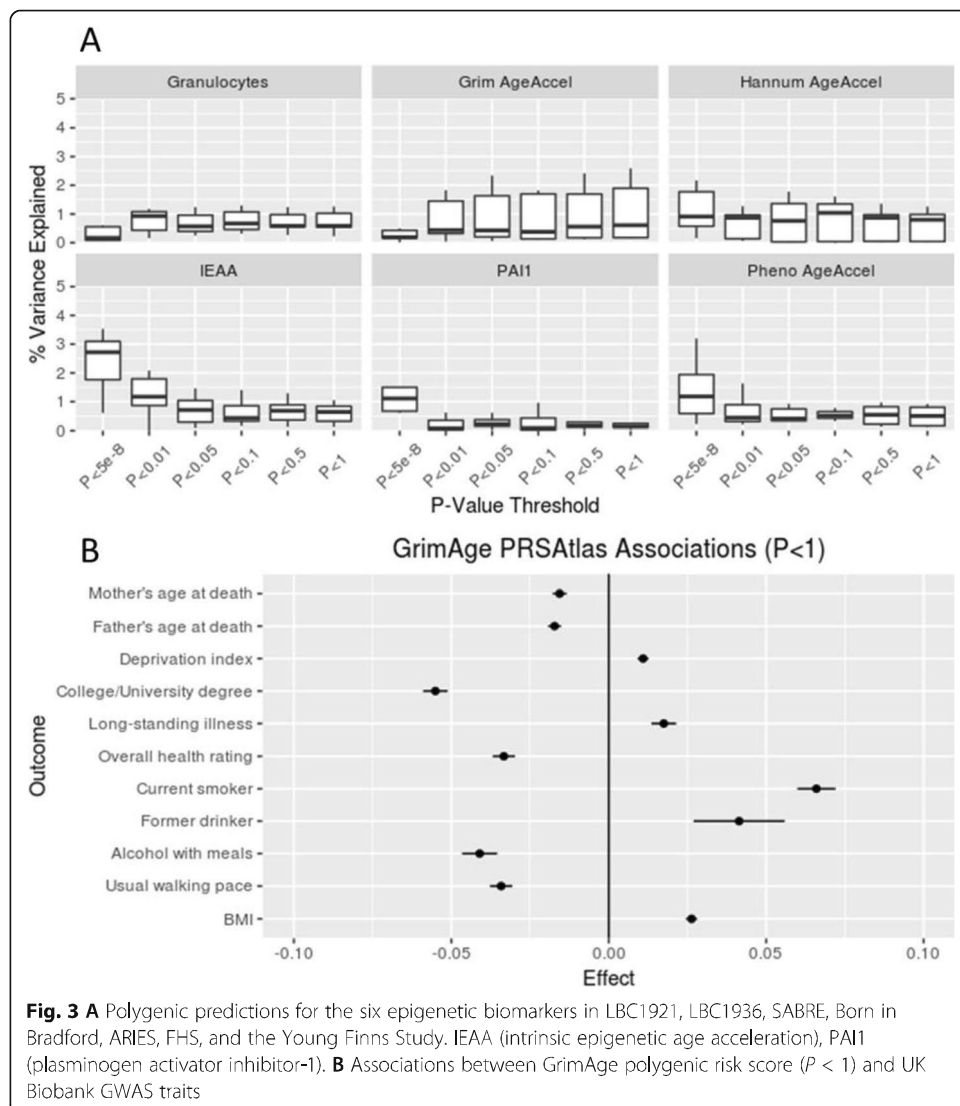 A
Granulocytes
Grim AgeAccel
Hannum AgeAccel
5
4
3
2
1
0
IEAA
PAI1
Pheno AgeAccel
5
4
3
2
1
0
% Variance Explained
P<5e-8
P<0.01
P<0.05
P<0.1
P<0.5
P<1
P<5e-8
P<0.01
P<0.05
P<0.1
P<0.5
P<1
P<5e-8
P<0.01
P<0.05
P<0.1
P<0.5
P<1
P-Value Threshold
B
GrimAge PRSAtlas Associations (P<1)
Outcome
Mother's age at death
Father's age at death
Deprivation index
College/University degree
Long-standing illness
Overall health rating
Current smoker
Former drinker
Alcohol with meals
Usual walking pace
BMI
-0.10
-0.05
0.00
0.05
0.10
Effect
Fig. 3 A Polygenic predictions for the six epigenetic biomarkers in LBC1921, LBC1936, SABRE, Born in
Bradford, ARIES, FHS, and the Young Finns Study. IEAA (intrinsic epigenetic age acceleration), PAI1
(plasminogen activator inhibitor-1). B Associations between GrimAge polygenic risk score (P < 1) and UK
Biobank GWAS traits